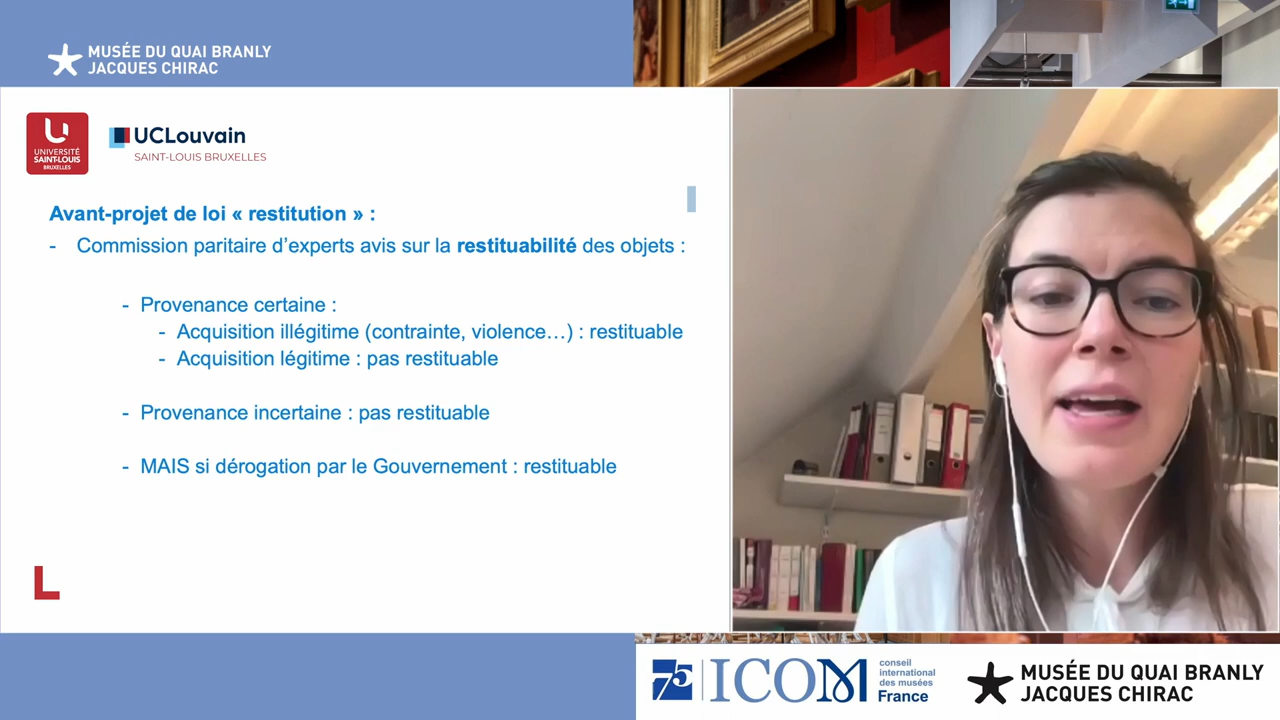 MUSÉE DU QUAI BRANLY
JACQUES CHIRAC
UNIVERSITÉ
SAINT-LOUIS
BRUXELLES
UCLouvain
SAINT-LOUIS BRUXELLES
Avant-projet de loi « restitution » :
- Commission paritaire d'experts avis sur la restituabilité des objets :
- Provenance certaine :
- Acquisition illégitime (contrainte, violence…) : restituable
- Acquisition légitime : pas restituable
- Provenance incertaine : pas restituable
- MAIS si dérogation par le Gouvernement : restituable
L
75 ICOM
conseil
international
des musées
France
MUSÉE DU QUAI BRANLY
JACQUES CHIRAC